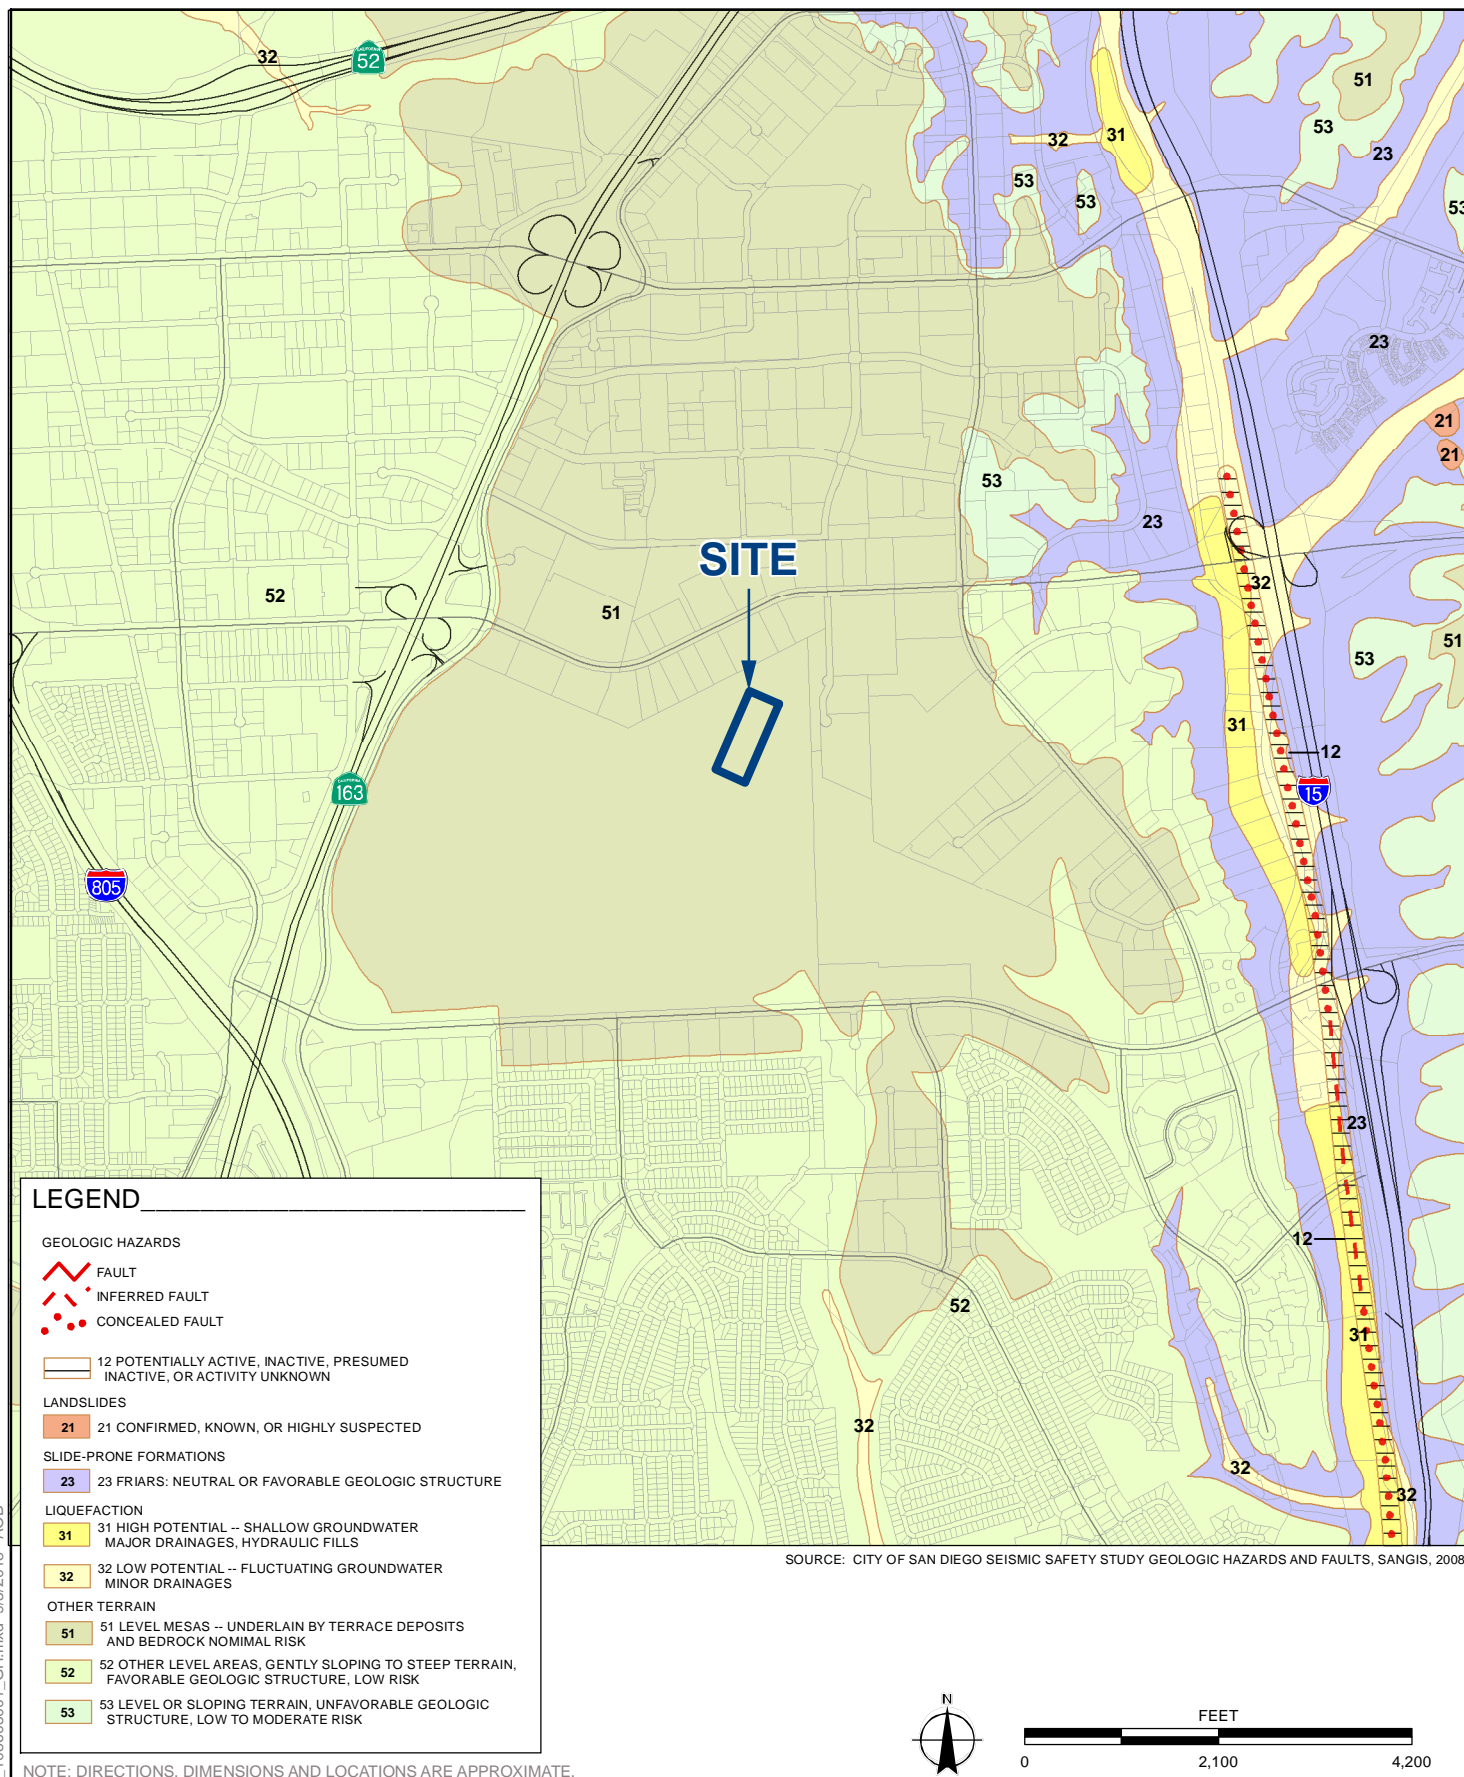 32
CALIFORNIA
52
51
53
23
32
31
53
53
53
23
21
21
53
23
SITE
52
51
32
51
53
31
12
CALIFORNIA
163
15
805
23
12
52
31
32
32
32
LEGEND
GEOLOGIC HAZARDS
FAULT
INFERRED FAULT
CONCEALED FAULT
12 POTENTIALLY ACTIVE, INACTIVE, PRESUMED
INACTIVE, OR ACTIVITY UNKNOWN
LANDSLIDES
21 21 CONFIRMED, KNOWN, OR HIGHLY SUSPECTED
SLIDE-PRONE FORMATIONS
23 23 FRIARS: NEUTRAL OR FAVORABLE GEOLOGIC STRUCTURE
LIQUEFACTION
31 31 HIGH POTENTIAL -- SHALLOW GROUNDWATER
MAJOR DRAINAGES, HYDRAULIC FILLS
32 32 LOW POTENTIAL -- FLUCTUATING GROUNDWATER
MINOR DRAINAGES
OTHER TERRAIN
51 51 LEVEL MESAS -- UNDERLAIN BY TERRACE DEPOSITS
AND BEDROCK NOMIMAL RISK
52 52 OTHER LEVEL AREAS, GENTLY SLOPING TO STEEP TERRAIN,
FAVORABLE GEOLOGIC STRUCTURE, LOW RISK
53 53 LEVEL OR SLOPING TERRAIN, UNFAVORABLE GEOLOGIC
STRUCTURE, LOW TO MODERATE RISK
SOURCE: CITY OF SAN DIEGO SEISMIC SAFETY STUDY GEOLOGIC HAZARDS AND FAULTS, SANGIS, 2008
N
FEET
0 2,100 4,200
NOTE: DIRECTIONS, DIMENSIONS AND LOCATIONS ARE APPROXIMATE.